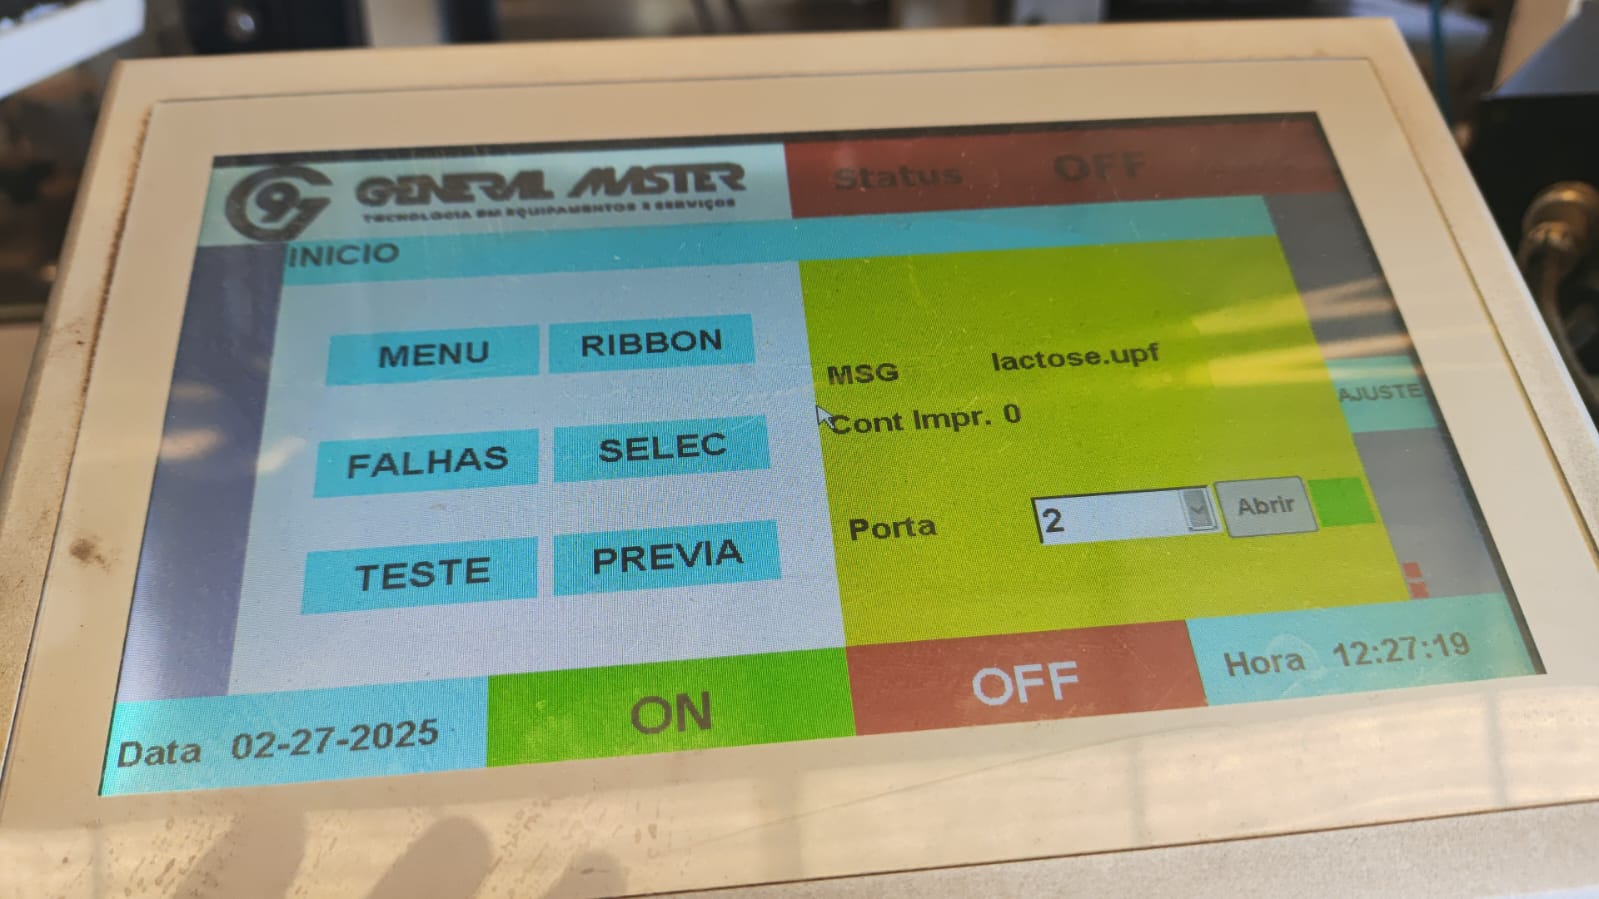 GENERAL MASTER
TECNOLOGIA EM EQUIPAMENTOS E SERVIÇOS
Status OFF
INICIO
MENU
RIBBON
FALHAS
SELEC
TESTE
PREVIA
MSG lactose.upf
Cont Impr. 0
Porta 2 Abrir
AJUSTE
Data 02-27-2025
ON
OFF
Hora 12:27:19